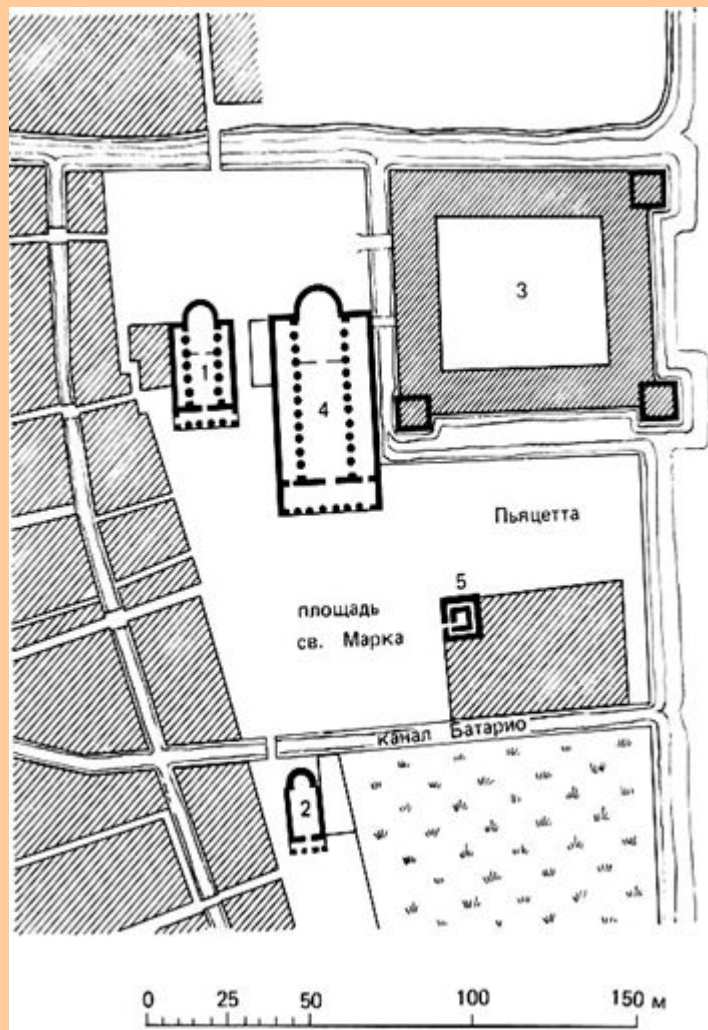 3
1
4
Пьяцетта
5
площадь
св. Марка
канал Батарио
2
0 25 50 100 150 м